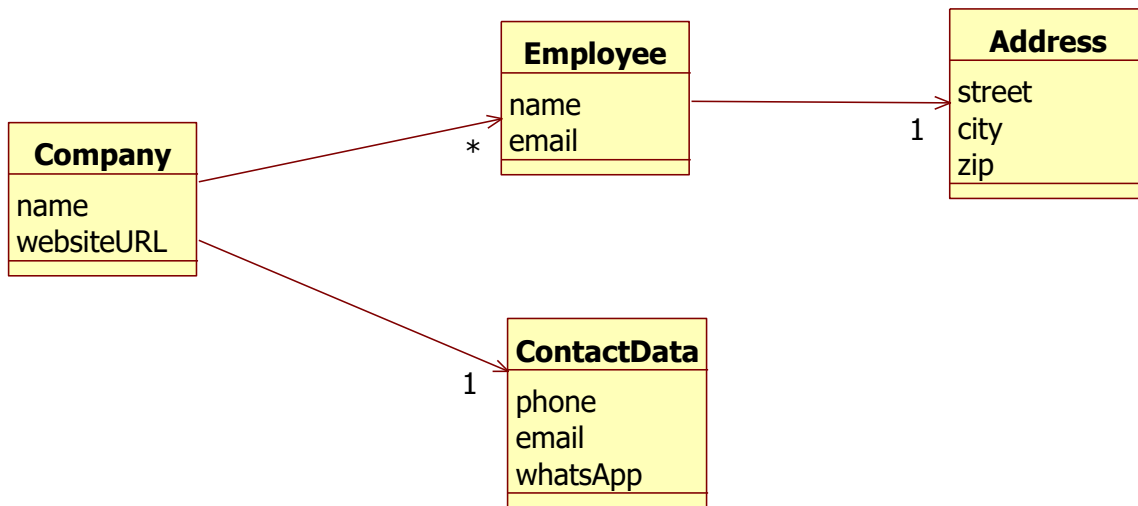 Company
name
websiteURL
Employee
name
email
*
Address
street
city
zip
1
ContactData
phone
email
whatsApp
1